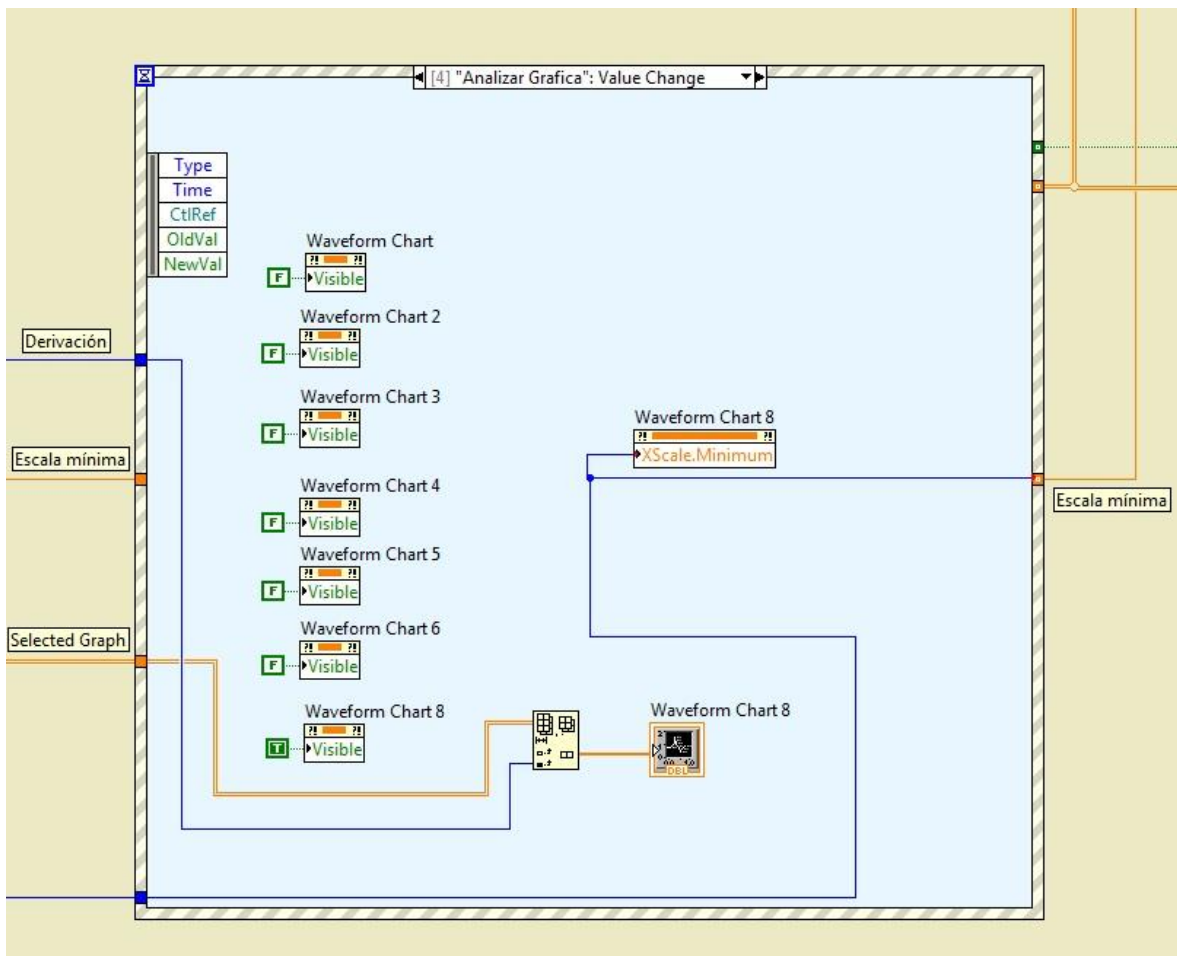 [4] "Analizar Grafica": Value Change
Type
Time
CtlRef
OldVal
NewVal
Waveform Chart
?! ?!
F Visible
Waveform Chart 2
?! ?!
F Visible
Derivación
Waveform Chart 3
?! ?!
F Visible
Waveform Chart 8
?! ?!
XScale.Minimum
Escala mínima
Waveform Chart 4
?! ?!
F Visible
Escala mínima
Waveform Chart 5
?! ?!
F Visible
Selected Graph
Waveform Chart 6
?! ?!
F Visible
Waveform Chart 8
?! ?!
T Visible
Waveform Chart 8
DBL